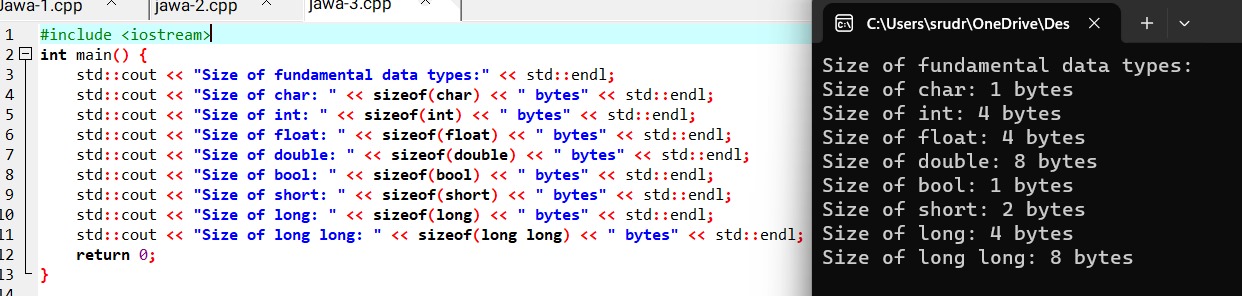 Jawa-1.cpp jawa-2.cpp jawa-3.cpp
1 #include <iostream>
2 int main() {
3 std::cout << "Size of fundamental data types:" << std::endl;
4 std::cout << "Size of char: " << sizeof(char) << " bytes" << std::endl;
5 std::cout << "Size of int: " << sizeof(int) << " bytes" << std::endl;
6 std::cout << "Size of float: " << sizeof(float) << " bytes" << std::endl;
7 std::cout << "Size of double: " << sizeof(double) << " bytes" << std::endl;
8 std::cout << "Size of bool: " << sizeof(bool) << " bytes" << std::endl;
9 std::cout << "Size of short: " << sizeof(short) << " bytes" << std::endl;
10 std::cout << "Size of long: " << sizeof(long) << " bytes" << std::endl;
11 std::cout << "Size of long long: " << sizeof(long long) << " bytes" << std::endl;
12 return 0;
13 }
14
C:\Users\srudr\OneDrive\Des
Size of fundamental data types:
Size of char: 1 bytes
Size of int: 4 bytes
Size of float: 4 bytes
Size of double: 8 bytes
Size of bool: 1 bytes
Size of short: 2 bytes
Size of long: 4 bytes
Size of long long: 8 bytes